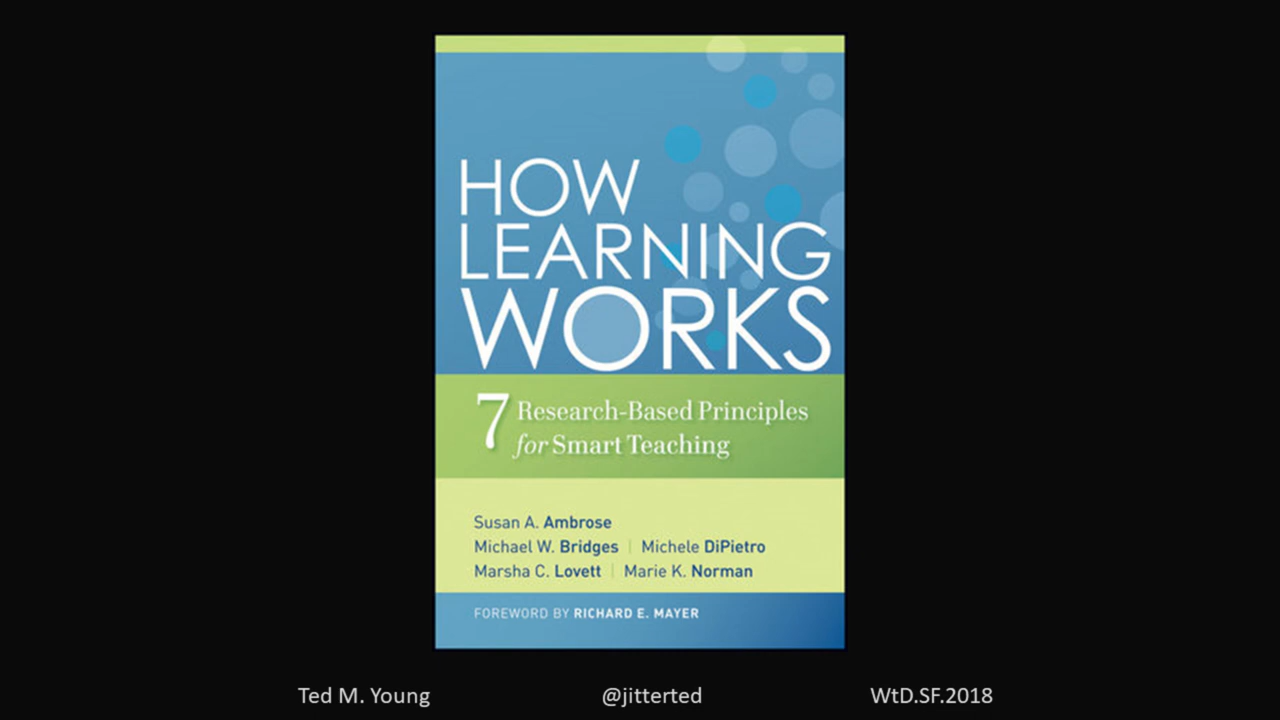 HOW
LEARNING
WORKS
7 Research-Based Principles
for Smart Teaching
Susan A. Ambrose
Michael W. Bridges | Michele DiPietro
Marsha C. Lovett | Marie K. Norman
FOREWORD BY RICHARD E. MAYER
Ted M. Young @jitterted WtD.SF.2018